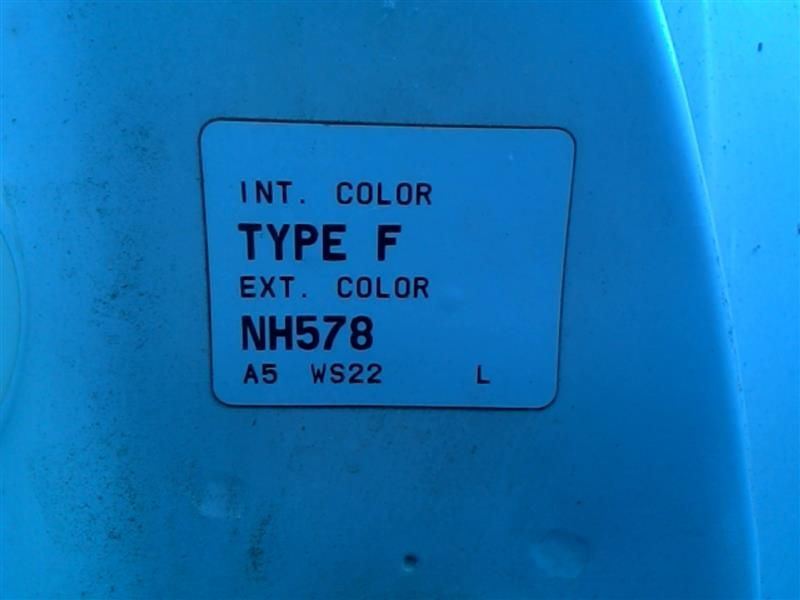 INT. COLOR
TYPE F
EXT. COLOR
NH578
A5 WS22 L